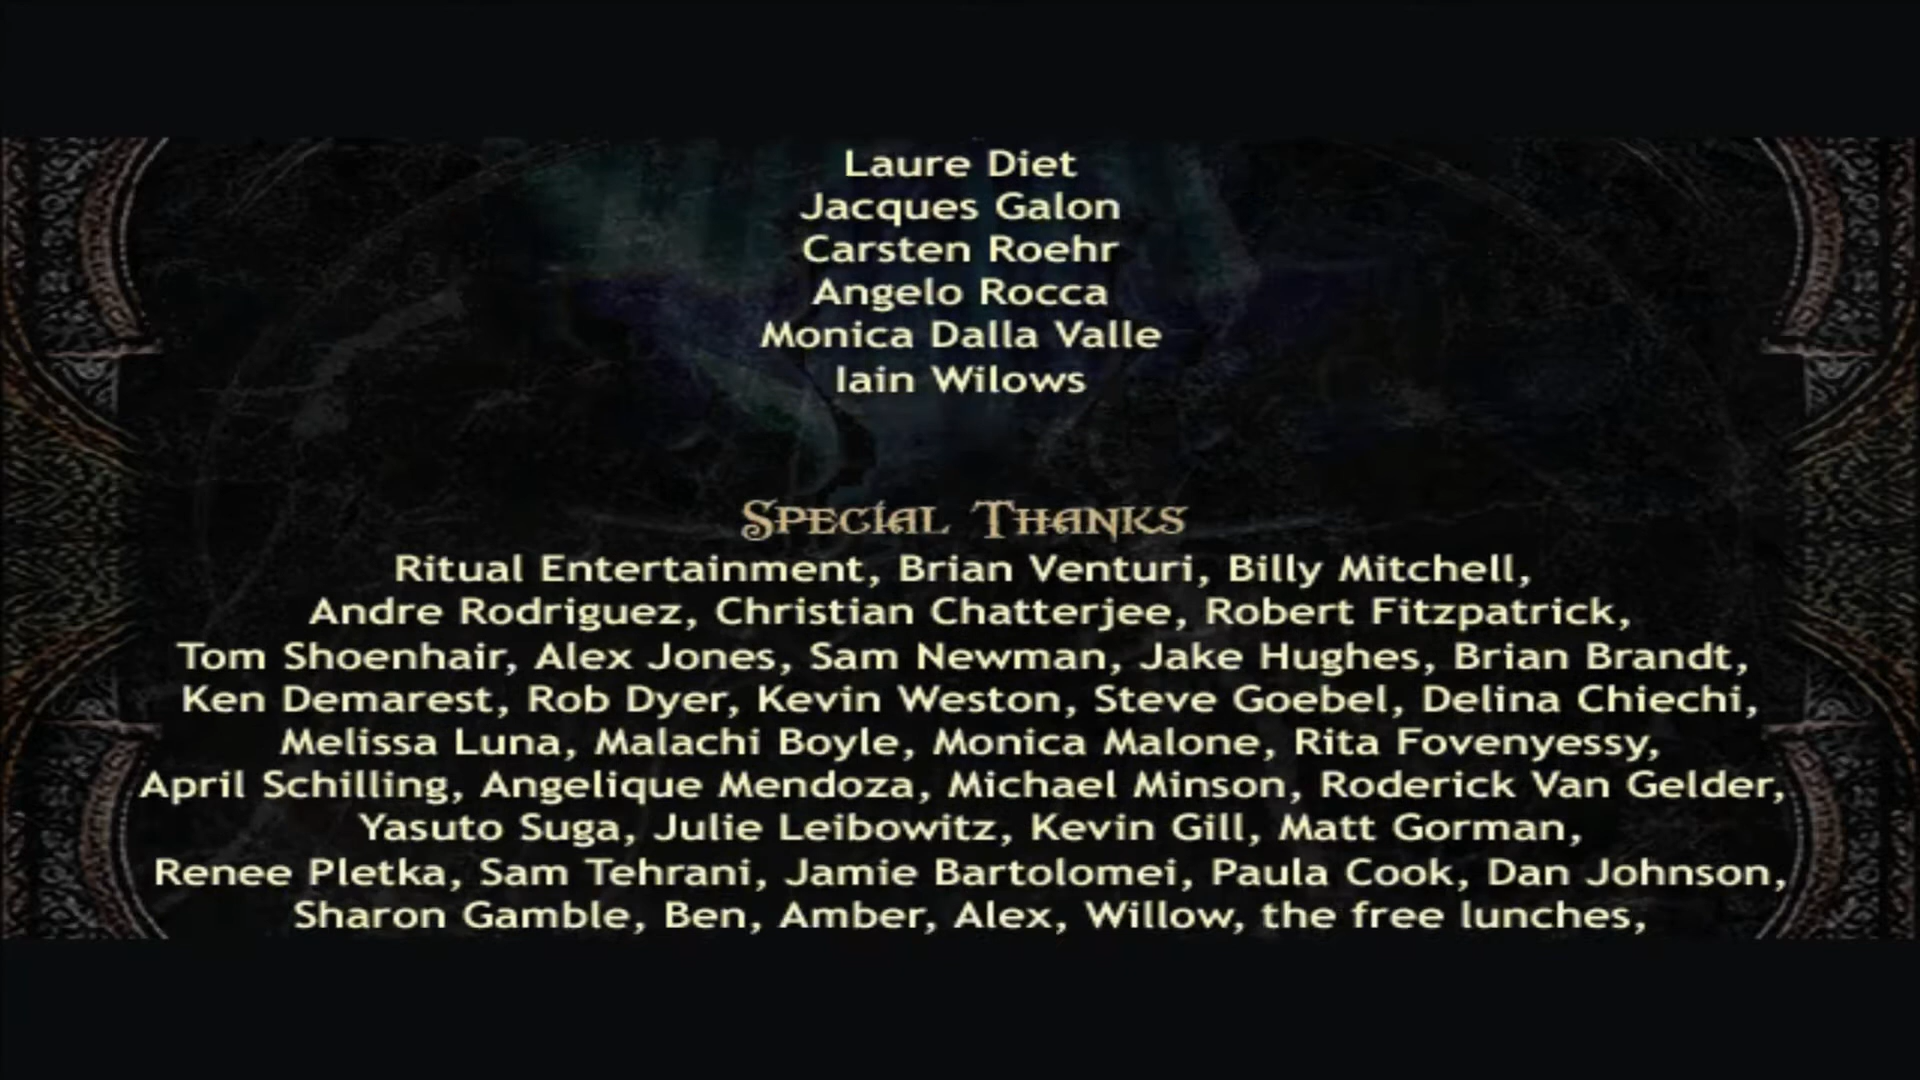 Laure Diet
Jacques Galon
Carsten Roehr
Angelo Rocca
Monica Dalla Valle
Iain Wilows
Special Thanks
Ritual Entertainment, Brian Venturi, Billy Mitchell,
Andre Rodriguez, Christian Chatterjee, Robert Fitzpatrick,
Tom Shoenhair, Alex Jones, Sam Newman, Jake Hughes, Brian Brandt,
Ken Demarest, Rob Dyer, Kevin Weston, Steve Goebel, Delina Chiechi,
Melissa Luna, Malachi Boyle, Monica Malone, Rita Fovenyessy,
April Schilling, Angelique Mendoza, Michael Minson, Roderick Van Gelder,
Yasuto Suga, Julie Leibowitz, Kevin Gill, Matt Gorman,
Renee Pletka, Sam Tehrani, Jamie Bartolomei, Paula Cook, Dan Johnson,
Sharon Gamble, Ben, Amber, Alex, Willow, the free lunches,